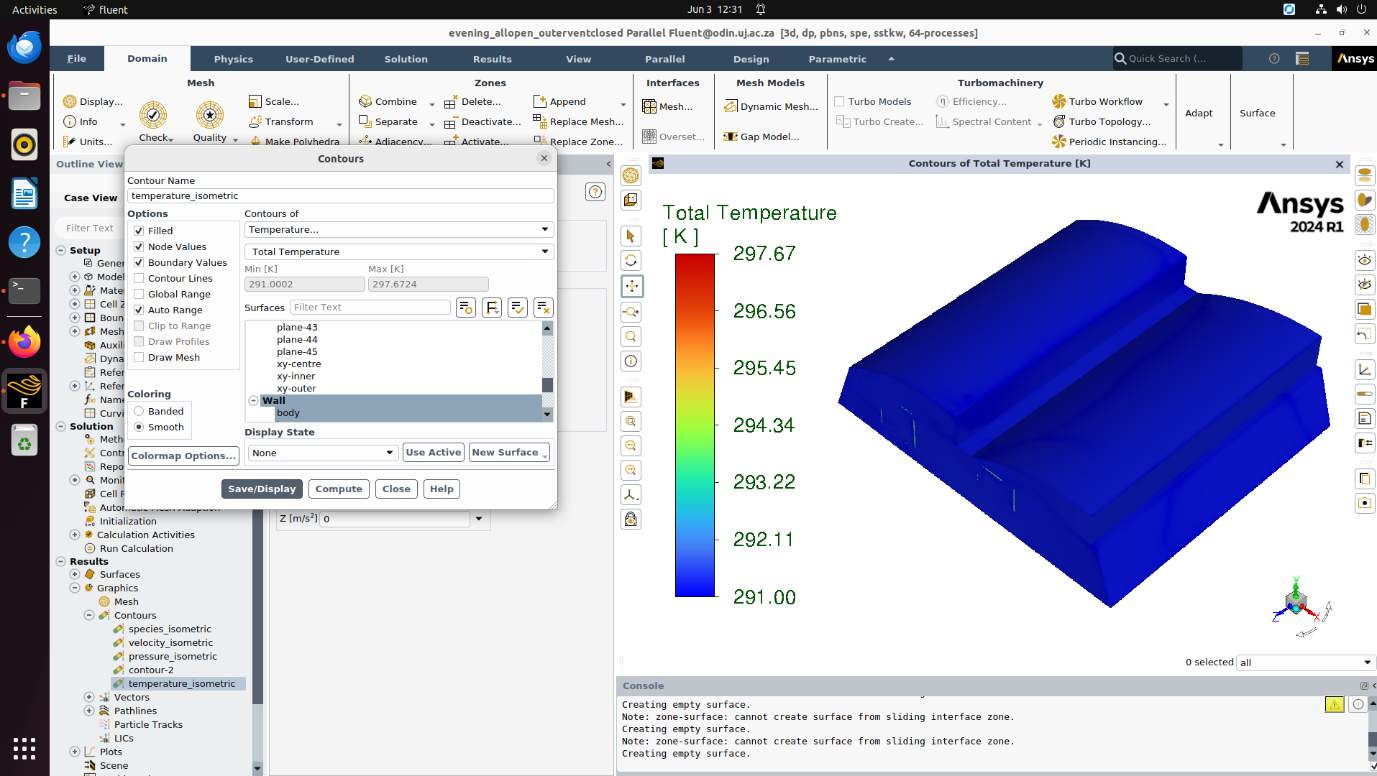 Activities
fluent
Jun 3 12:31
evening_allopen_outerventclosed Parallel Fluent@odin.uj.ac.za [3d, dp, pbns, spe, sstkw, 64-processes]
File
Domain
Physics
User-Defined
Solution
Results
View
Parallel
Design
Parametric
Quick Search (...
Ansys
Mesh
Zones
Interfaces
Mesh Models
Turbomachinery
Display...
Info
Units...
Check
Quality
Scale...
Transform
Make Polyhedra
Combine
Separate
Adjacency...
Delete...
Deactivate...
Activate...
Append
Replace Mesh...
Replace Zone...
Mesh...
Overset...
Dynamic Mesh...
Gap Model...
Turbo Models
Turbo Create...
Efficiency...
Spectral Content
Turbo Workflow
Turbo Topology...
Periodic Instancing...
Adapt
Surface
Outline View
Case View
Filter Text
Setup
Solution
Initialization
Calculation Activities
Run Calculation
Results
Surfaces
Graphics
Mesh
Contours
species_isometric
velocity_isometric
pressure_isometric
contour-2
temperature_isometric
Vectors
Pathlines
Particle Tracks
LICs
Plots
Scene
Contours
Contour Name
temperature_isometric
Options
Filled
Node Values
Boundary Values
Contour Lines
Global Range
Auto Range
Clip to Range
Draw Profiles
Draw Mesh
Coloring
Banded
Smooth
Colormap Options...
Contours of
Temperature...
Total Temperature
Min [K]
Max [K]
291.0002
297.6724
Surfaces
Filter Text
plane-43
plane-44
plane-45
xy-centre
xy-inner
xy-outer
Wall
body
Display State
None
Use Active
New Surface
Save/Display
Compute
Close
Help
Z [m/s²] 0
Contours of Total Temperature [K]
Total Temperature
[ K ]
297.67
296.56
295.45
294.34
293.22
292.11
291.00
Ansys
2024 R1
Y
Z
X
0 selected
all
Console
Creating empty surface.
Note: zone-surface: cannot create surface from sliding interface zone.
Creating empty surface.
Note: zone-surface: cannot create surface from sliding interface zone.
Creating empty surface.